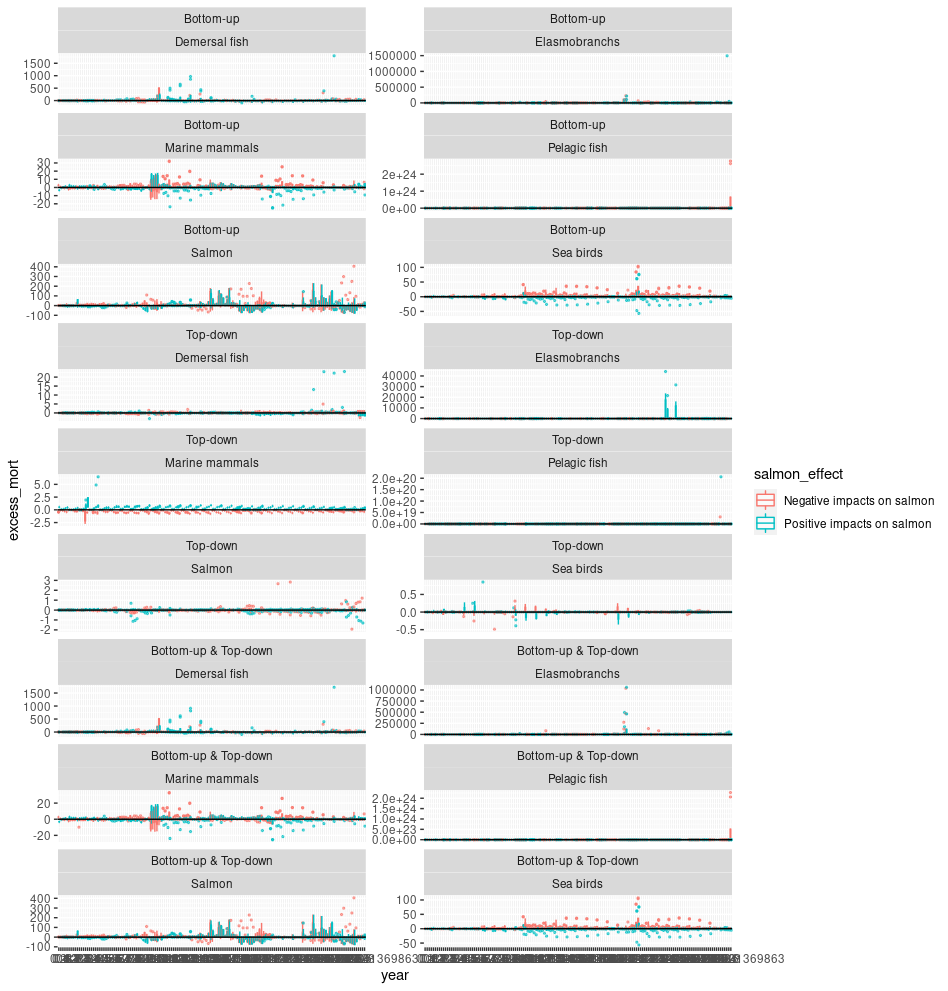 Bottom-up
Demersal fish
1500
1000
500
0
Bottom-up
Elasmobranchs
1500000
1000000
500000
0
Bottom-up
Marine mammals
30
20
10
0
-10
-20
Bottom-up
Pelagic fish
2e+24
1e+24
0e+00
Bottom-up
Salmon
400
300
200
100
0
-100
Bottom-up
Sea birds
100
50
0
-50
Top-down
Demersal fish
20
15
10
5
0
Top-down
Elasmobranchs
40000
30000
20000
10000
0
Top-down
Marine mammals
5.0
2.5
0.0
-2.5
Top-down
Pelagic fish
2.0e+20
1.5e+20
1.0e+20
5.0e+19
0.0e+00
Top-down
Salmon
3
2
1
0
-1
-2
Top-down
Sea birds
0.5
0.0
-0.5
Bottom-up & Top-down
Demersal fish
1500
1000
500
0
Bottom-up & Top-down
Elasmobranchs
1000000
750000
500000
250000
0
Bottom-up & Top-down
Marine mammals
20
0
-20
Bottom-up & Top-down
Pelagic fish
2.0e+24
1.5e+24
1.0e+24
5.0e+23
0.0e+00
Bottom-up & Top-down
Salmon
400
300
200
100
0
-100
Bottom-up & Top-down
Sea birds
100
50
0
-50
excess_mort
year
salmon_effect
Negative impacts on salmon
Positive impacts on salmon